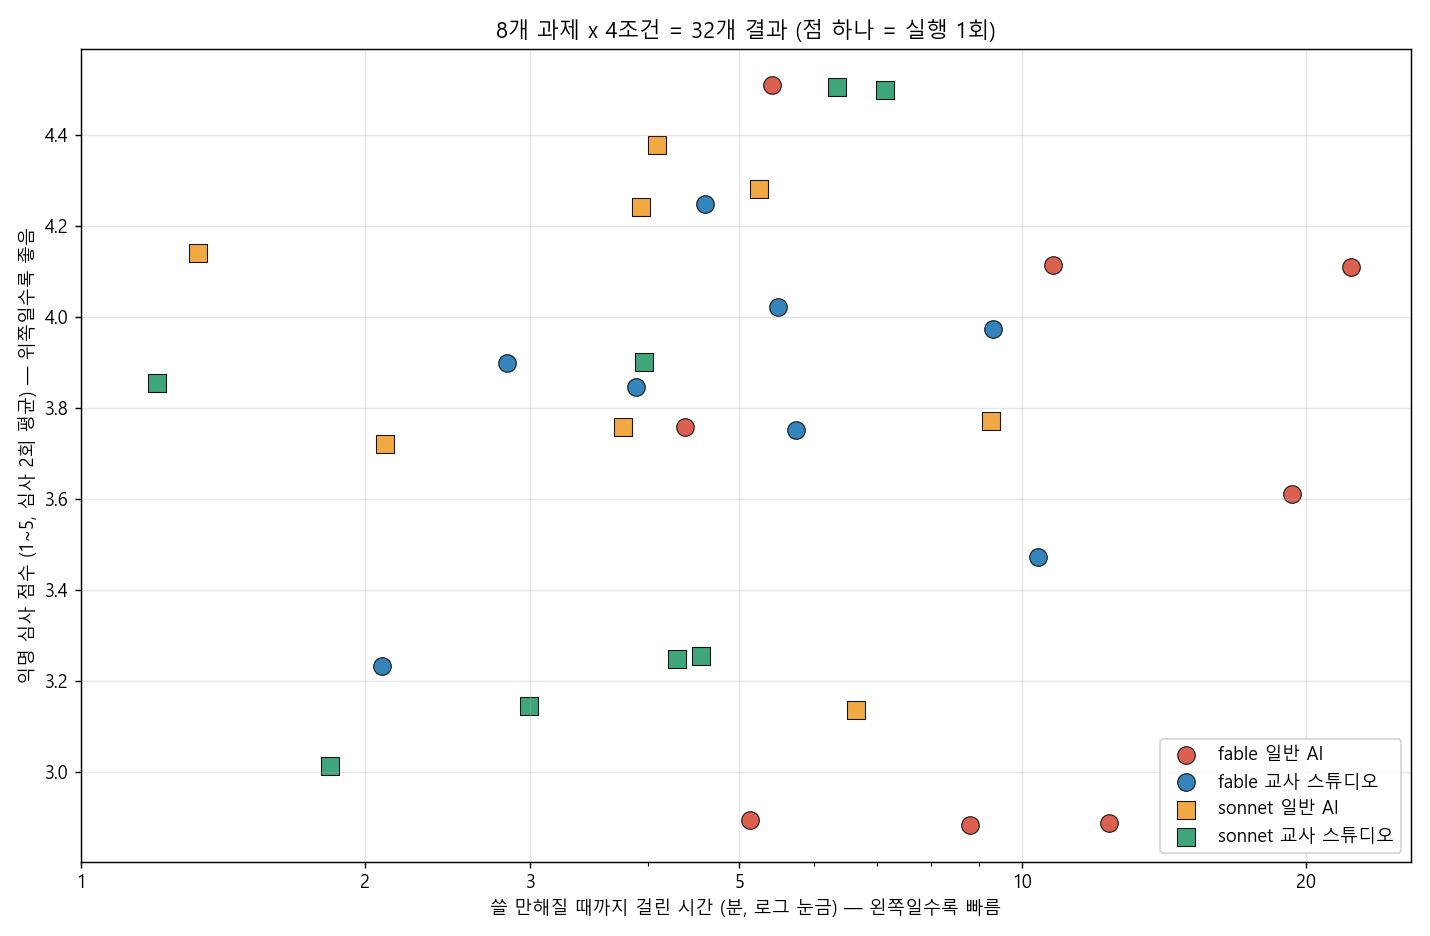 8개 과제 x 4조건 = 32개 결과 (점 하나 = 실행 1회)
익명 심사 점수 (1~5, 심사 2회 평균) — 위쪽일수록 좋음
4.4
4.2
4.0
3.8
3.6
3.4
3.2
3.0
fable 일반 AI
fable 교사 스튜디오
sonnet 일반 AI
sonnet 교사 스튜디오
1 2 3 5 10 20
쓸 만해질 때까지 걸린 시간 (분, 로그 눈금) — 왼쪽일수록 빠름